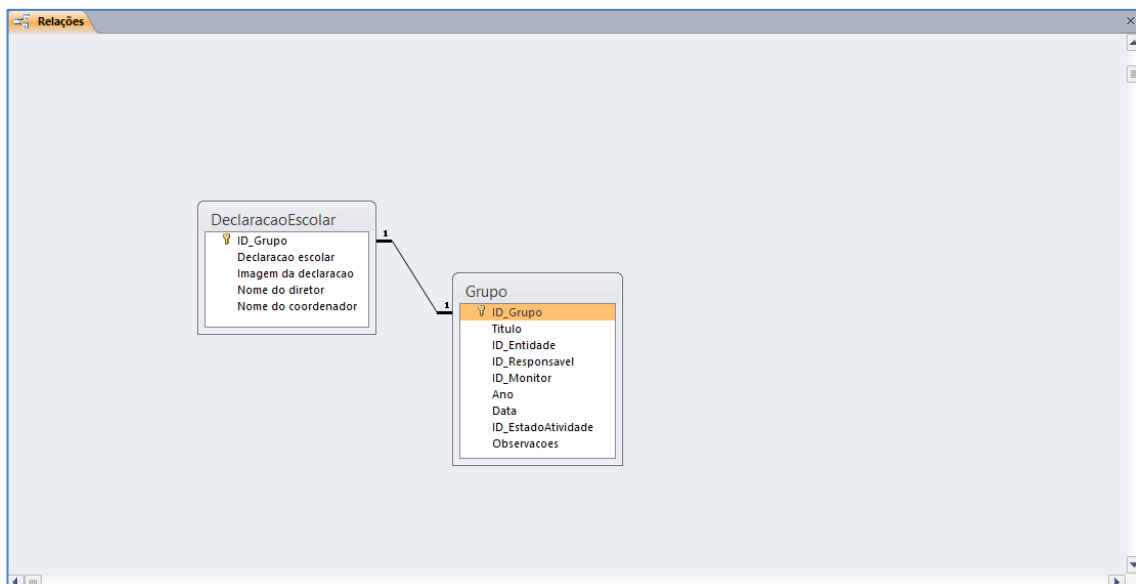 Relações
DeclaracaoEscolar
ID_Grupo
Declaracao escolar
Imagem da declaracao
Nome do diretor
Nome do coordenador
1
1
Grupo
ID_Grupo
Titulo
ID_Entidade
ID_Responsavel
ID_Monitor
Ano
Data
ID_EstadoAtividade
Observacoes